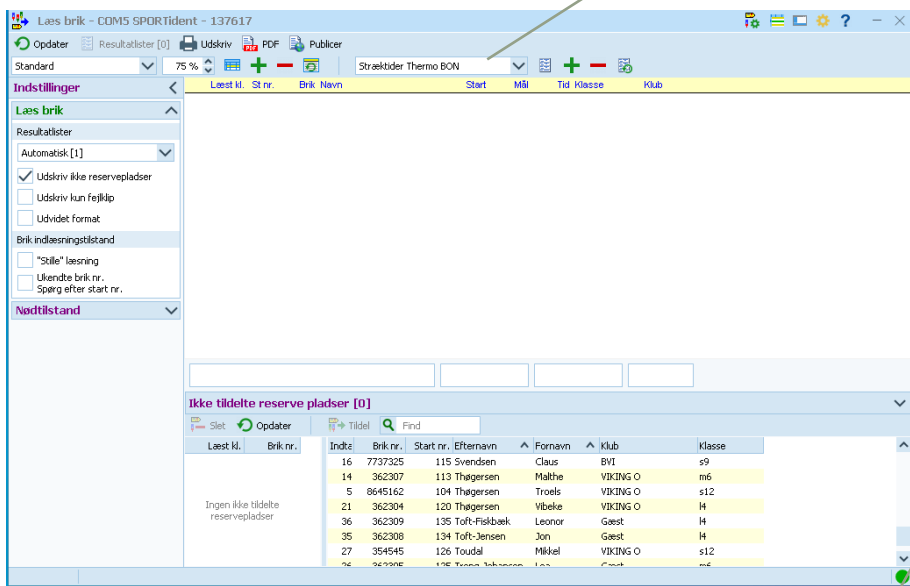 Læs brik - COM5 SPORTident - 137617
Opdater Resultatlister [0] Udskriv PDF Publicer
Standard 75 % Stræktider Thermo BON
Indstillinger
Læst kl. St nr. Brik Navn Start Mål Tid Klasse Klub
Læs brik
Resultatlister
Automatisk [1]
Udskriv ikke reservepladser
Udskriv kun fejlklip
Udvidet format
Brik indlæsningstilstand
"Stille" læsning
Ukendte brik nr.
Spørg efter start nr.
Nødtilstand
Ikke tildelte reserve pladser [0]
Slet Opdater Tildel Find
Læst kl. Brik nr. Indta Brik nr. Start nr. Efternavn Fornavn Klub Klasse
Ingen ikke tildelte
reservepladser
16 7737325 115 Svendsen Claus BVI s9
14 362307 113 Thøgersen Malthe VIKING O m6
5 8645162 104 Thøgersen Troels VIKING O s12
21 362304 120 Thøgersen Vibeke VIKING O l4
36 362309 135 Toft-Fiskbæk Leonor Gæst l4
35 362308 134 Toft-Jensen Jon Gæst l4
27 354545 126 Toudal Mikkel VIKING O s12